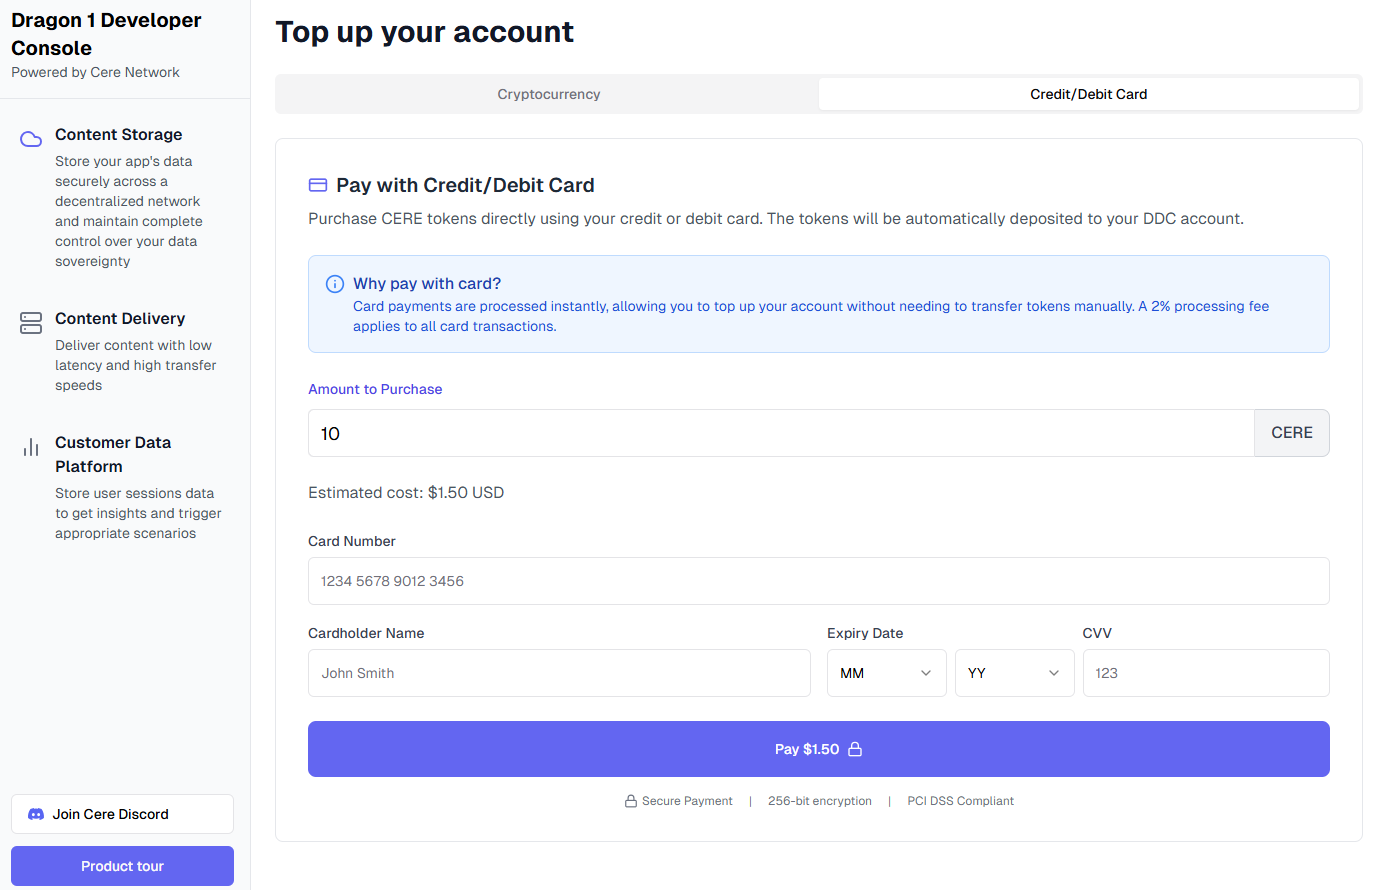 Dragon 1 Developer
Console
Powered by Cere Network
Content Storage
Store your app's data
securely across a
decentralized network
and maintain complete
control over your data
sovereignty
Content Delivery
Deliver content with low
latency and high transfer
speeds
Customer Data
Platform
Store user sessions data
to get insights and trigger
appropriate scenarios
Join Cere Discord
Product tour
Top up your account
Cryptocurrency
Credit/Debit Card
Pay with Credit/Debit Card
Purchase CERE tokens directly using your credit or debit card. The tokens will be automatically deposited to your DDC account.
Why pay with card?
Card payments are processed instantly, allowing you to top up your account without needing to transfer tokens manually. A 2% processing fee
applies to all card transactions.
Amount to Purchase
10 CERE
Estimated cost: $1.50 USD
Card Number
1234 5678 9012 3456
Cardholder Name Expiry Date CVV
John Smith MM YY 123
Pay $1.50
Secure Payment | 256-bit encryption | PCI DSS Compliant